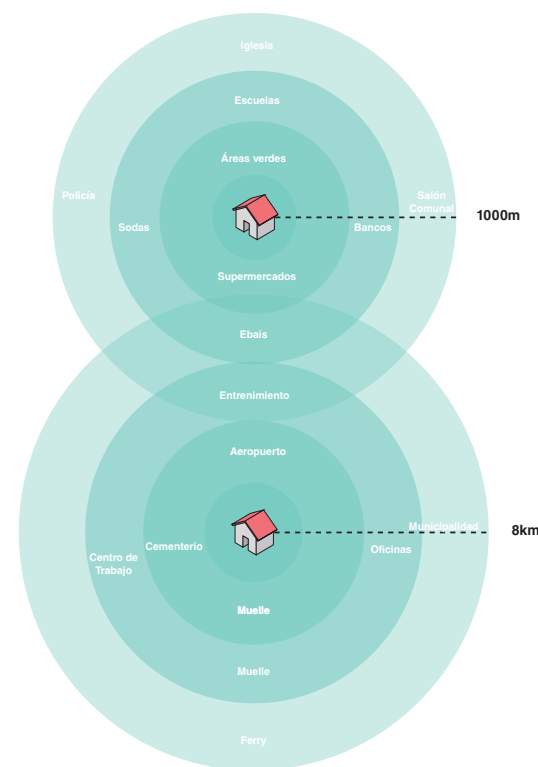 Iglesia
Escuelas
Áreas verdes
Policía
Salón
Comunal
1000m
Sodas
Bancos
Supermercados
Ebais
Entrenimiento
Aeropuerto
Municipalidad
8km
Cementerio
Oficinas
Centro de
Trabajo
Muelle
Muelle
Ferry